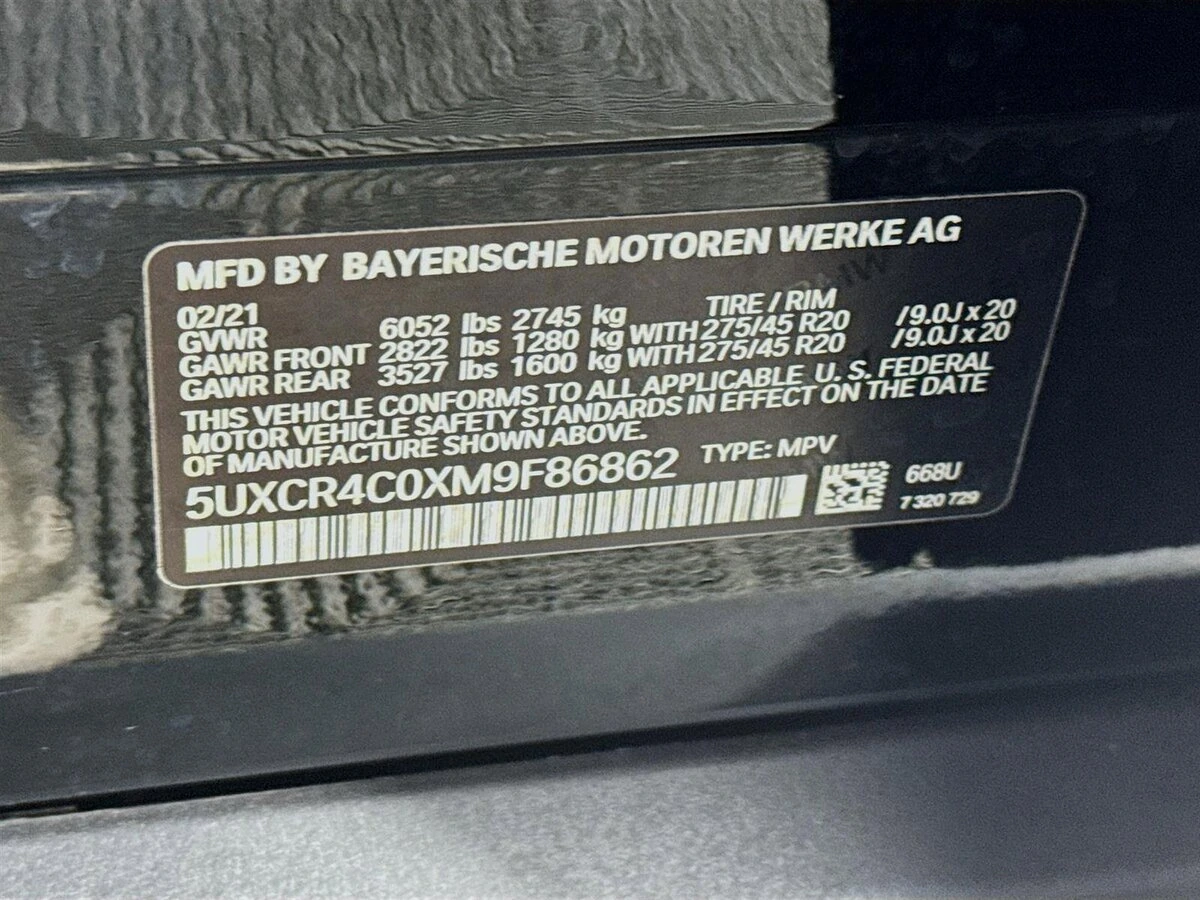 MFD BY BAYERISCHE MOTOREN WERKE AG
02/21 TIRE / RIM
GVWR 6052 lbs 2745 kg
GAWR FRONT 2822 lbs 1280 kg WITH 275/45 R20 /9.0J x 20
GAWR REAR 3527 lbs 1600 kg WITH 275/45 R20 /9.0J x 20
THIS VEHICLE CONFORMS TO ALL APPLICABLE U. S. FEDERAL
MOTOR VEHICLE SAFETY STANDARDS IN EFFECT ON THE DATE
OF MANUFACTURE SHOWN ABOVE.
5UXCR4C0XM9F86862 TYPE: MPV
668U
7 320 729